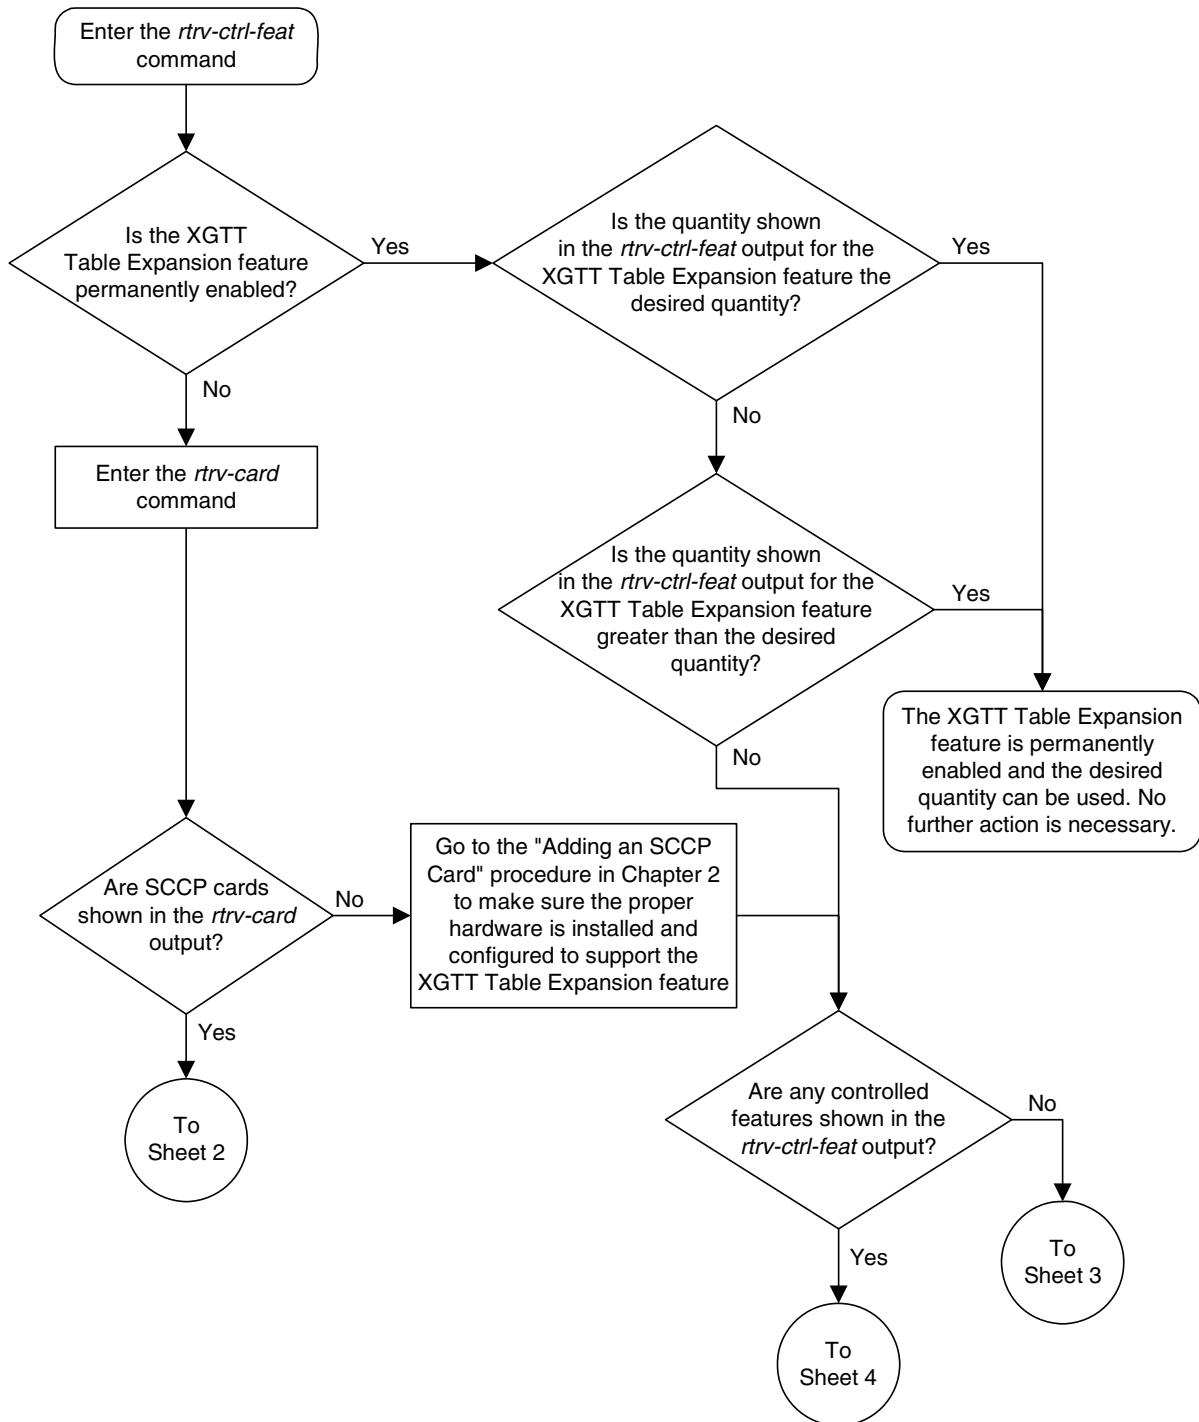 Enter the rtrv-ctrl-feat
command
Is the XGTT
Table Expansion feature
permanently enabled?
Yes
Is the quantity shown
in the rtrv-ctrl-feat output for the
XGTT Table Expansion feature the
desired quantity?
Yes
No
No
Enter the rtrv-card
command
Is the quantity shown
in the rtrv-ctrl-feat output for the
XGTT Table Expansion feature
greater than the desired
quantity?
Yes
No
The XGTT Table Expansion
feature is permanently
enabled and the desired
quantity can be used. No
further action is necessary.
Are SCCP cards
shown in the rtrv-card
output?
No
Go to the "Adding an SCCP
Card" procedure in Chapter 2
to make sure the proper
hardware is installed and
configured to support the
XGTT Table Expansion feature
Yes
To
Sheet 2
Are any controlled
features shown in the
rtrv-ctrl-feat output?
No
Yes
To
Sheet 3
To
Sheet 4